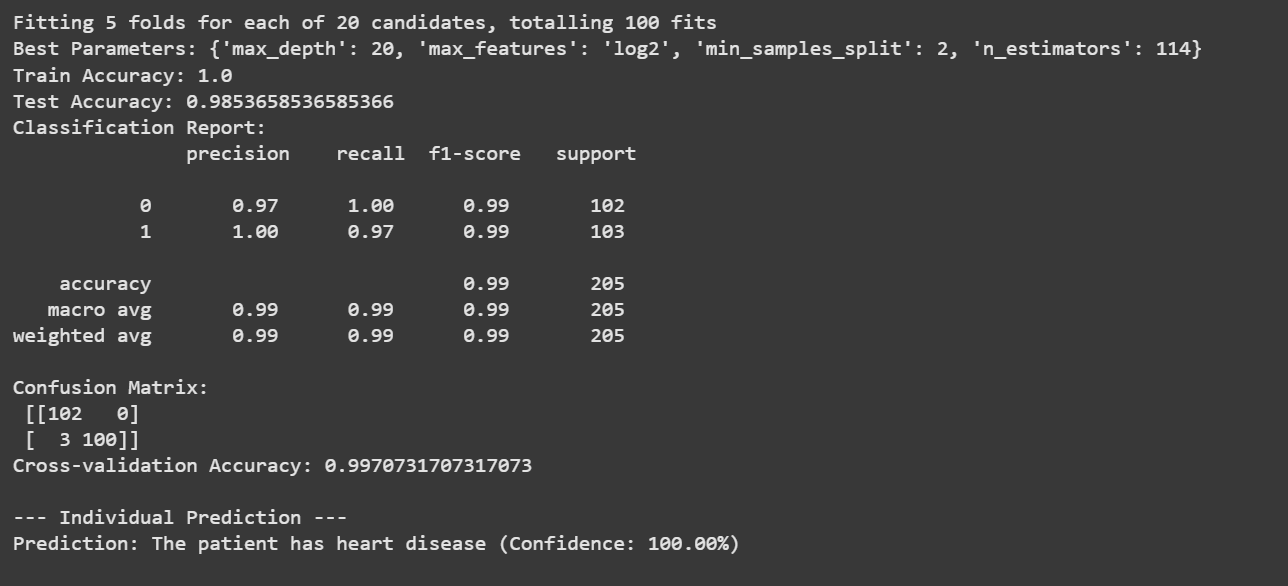 Fitting 5 folds for each of 20 candidates, totalling 100 fits
Best Parameters: {'max_depth': 20, 'max_features': 'log2', 'min_samples_split': 2, 'n_estimators': 114}
Train Accuracy: 1.0
Test Accuracy: 0.9853658536585366
Classification Report:
              precision    recall  f1-score   support

           0       0.97      1.00      0.99       102
           1       1.00      0.97      0.99       103

    accuracy                           0.99       205
   macro avg       0.99      0.99      0.99       205
weighted avg       0.99      0.99      0.99       205

Confusion Matrix:
 [[102   0]
 [  3 100]]
Cross-validation Accuracy: 0.9970731707317073

--- Individual Prediction ---
Prediction: The patient has heart disease (Confidence: 100.00%)